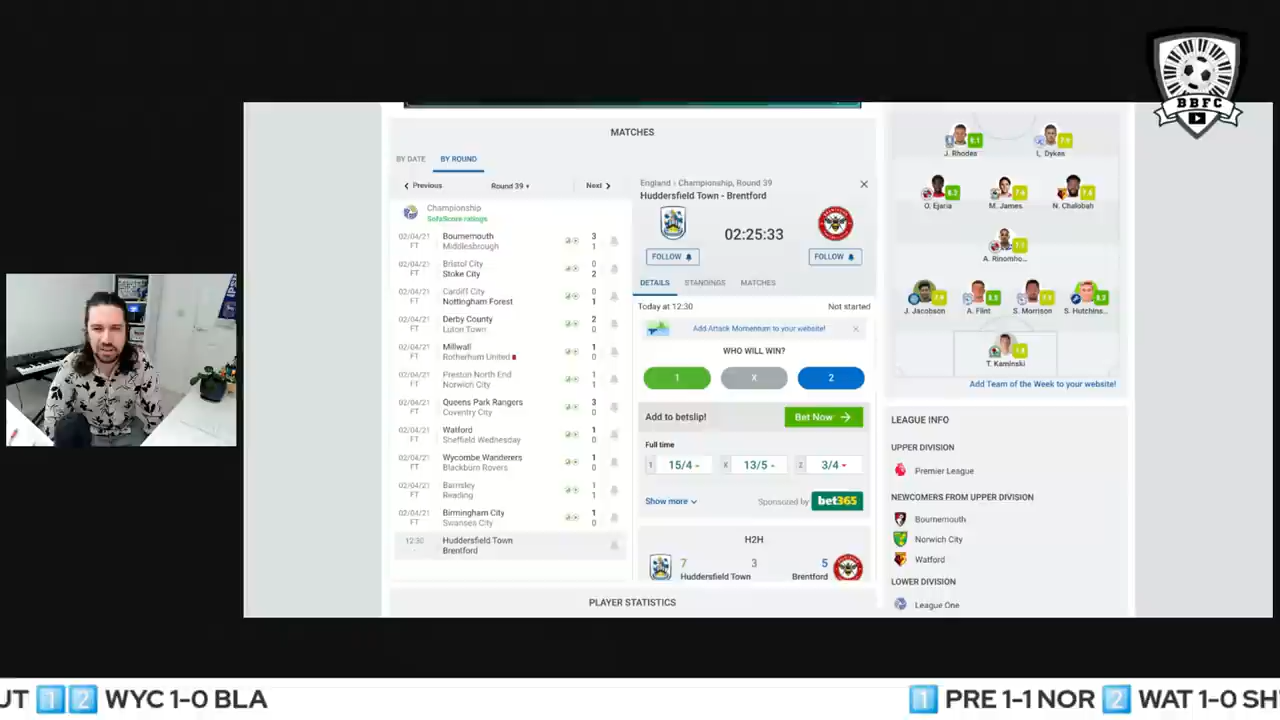 BBFC
MATCHES
BY DATE
BY ROUND
Previous
Round 39
Next
Championship
SofaScore ratings
02/04/21
FT
Bournemouth
Middlesbrough
3
1
02/04/21
FT
Bristol City
Stoke City
0
2
02/04/21
FT
Cardiff City
Nottingham Forest
0
1
02/04/21
FT
Derby County
Luton Town
2
0
02/04/21
FT
Millwall
Rotherham United
1
0
02/04/21
FT
Preston North End
Norwich City
1
1
02/04/21
FT
Queens Park Rangers
Coventry City
3
0
02/04/21
FT
Watford
Sheffield Wednesday
1
0
02/04/21
FT
Wycombe Wanderers
Blackburn Rovers
1
0
02/04/21
FT
Barnsley
Reading
1
1
02/04/21
FT
Birmingham City
Swansea City
1
0
12:30
-
Huddersfield Town
Brentford
England : Championship, Round 39
Huddersfield Town - Brentford
02:25:33
FOLLOW
FOLLOW
DETAILS
STANDINGS
MATCHES
Today at 12:30
Not started
Add Attack Momentum to your website!
WHO WILL WIN?
1
X
2
Add to betslip!
Bet Now
Full time
1
15/4
X
13/5
2
3/4
Show more
Sponsored by
bet365
H2H
7
3
5
Huddersfield Town
Brentford
PLAYER STATISTICS
8.1
J. Rhodes
7.9
L. Dykes
8.3
O. Ejaria
7.6
M. James
N. Chalobah
A. Rinomho...
J. Jacobson
A. Flint
S. Morrison
8.2
S. Hutchins...
T. Kaminski
Add Team of the Week to your website!
LEAGUE INFO
UPPER DIVISION
Premier League
NEWCOMERS FROM UPPER DIVISION
Bournemouth
Norwich City
Watford
LOWER DIVISION
League One
UT 1 2 WYC 1-0 BLA
1 PRE 1-1 NOR 2 WAT 1-0 SH